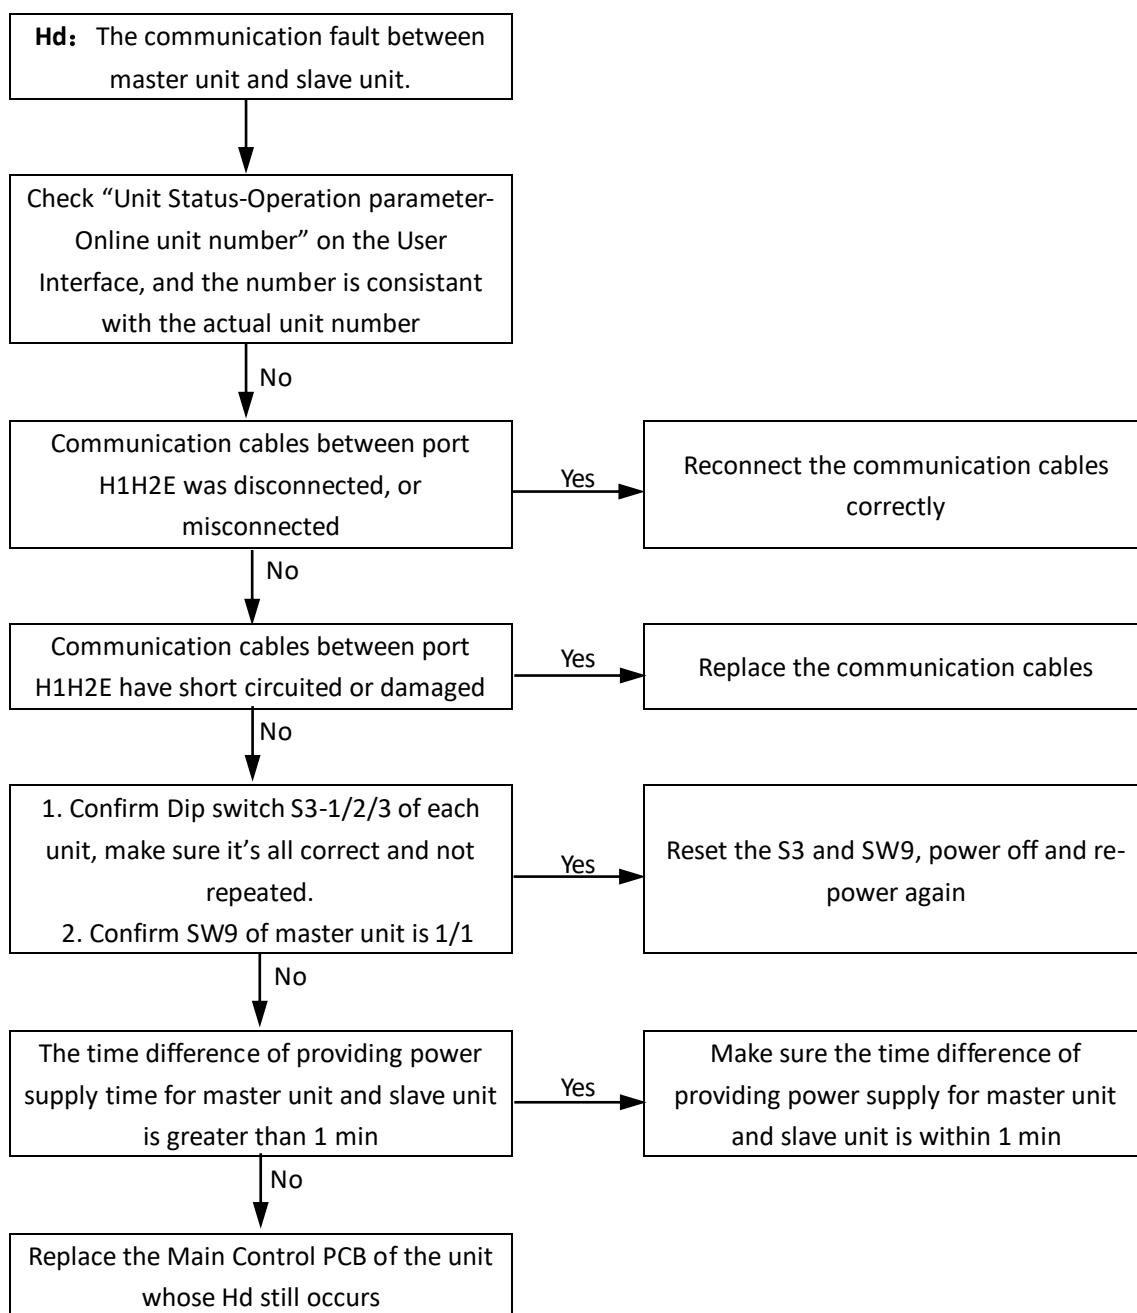 Hd：The communication fault between
master unit and slave unit.
Check “Unit Status-Operation parameter-
Online unit number” on the User
Interface, and the number is consistant
with the actual unit number
No
Communication cables between port
H1H2E was disconnected, or
misconnected
Yes
Reconnect the communication cables
correctly
No
Communication cables between port
H1H2E have short circuited or damaged
Yes
Replace the communication cables
No
1. Confirm Dip switch S3-1/2/3 of each
unit, make sure it’s all correct and not
repeated.
2. Confirm SW9 of master unit is 1/1
Yes
Reset the S3 and SW9, power off and re-
power again
No
The time difference of providing power
supply time for master unit and slave unit
is greater than 1 min
Yes
Make sure the time difference of
providing power supply for master unit
and slave unit is within 1 min
No
Replace the Main Control PCB of the unit
whose Hd still occurs